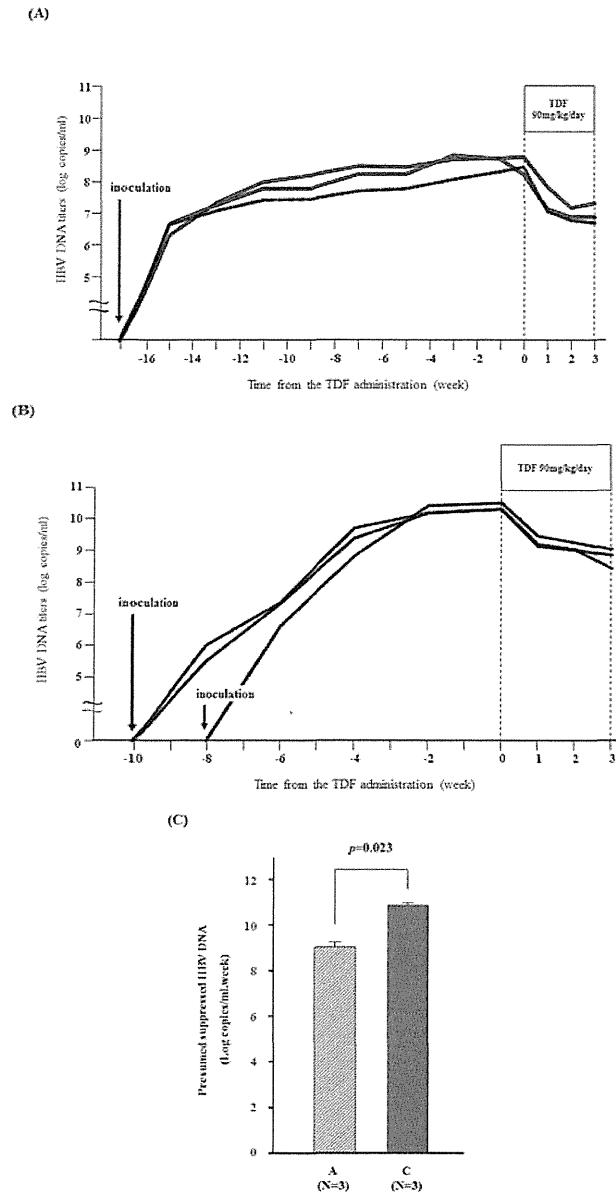 (A)
HBV DNA titers (log copies/ml)
11
10
9
8
7
6
5
inoculation
TDF
90mg/kg/day
-16 -14 -12 -10 -8 -6 -4 -2 0 1 2 3
Time from the TDF administration (week)
(B)
HBV DNA titers (log copies/ml)
11
10
9
8
7
6
5
0
inoculation
inoculation
TDF 90mg/kg/day
-10 -8 -6 -4 -2 0 1 2 3
Time from the TDF administration (week)
(C)
p=0.023
Presumed suppressed HBV DNA
(Log copies/ml.week)
12
10
8
6
4
2
0
A C
(N=3) (N=3)